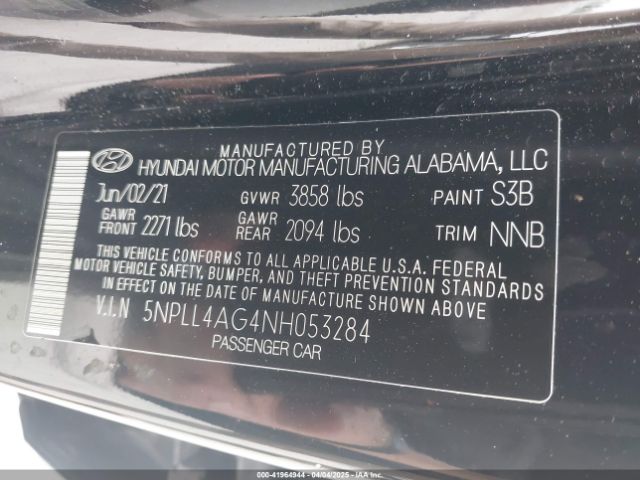 MANUFACTURED BY
HYUNDAI MOTOR MANUFACTURING ALABAMA, LLC
Jun/02/21 GVWR 3858 lbs PAINT S3B
GAWR FRONT 2271 lbs GAWR REAR 2094 lbs TRIM NNB
THIS VEHICLE CONFORMS TO ALL APPLICABLE U.S.A. FEDERAL
MOTOR VEHICLE SAFETY, BUMPER, AND THEFT PREVENTION STANDARDS
IN EFFECT ON THE DATE OF MANUFACTURE SHOWN ABOVE
V.I.N 5NPLL4AG4NH053284
PASSENGER CAR
© IAA 000-41964944 - 04/04/2025 - IAAI.COM